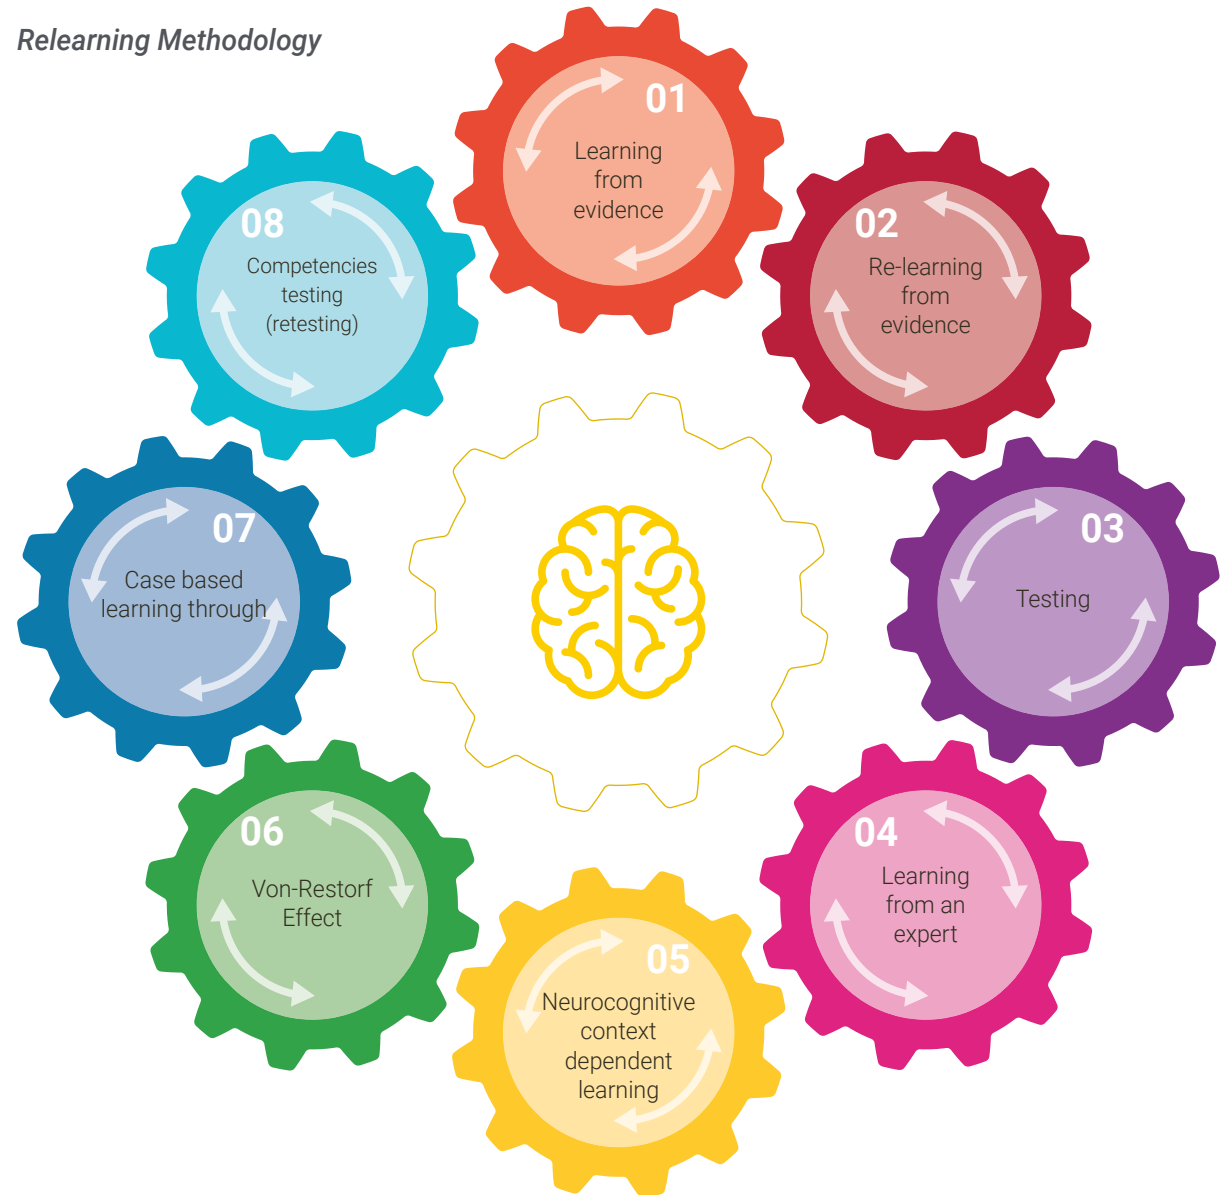 Relearning Methodology
01
Learning
from
evidence
02
Re-learning
from
evidence
03
Testing
04
Learning
from an
expert
05
Neurocognitive
context
dependent
learning
06
Von-Restorf
Effect
07
Case based
learning through
08
Competencies
testing
(retesting)